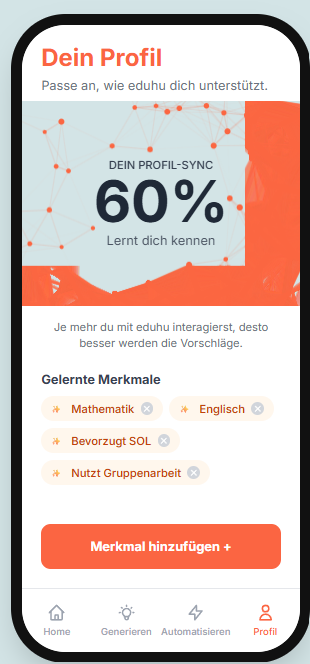 Dein Profil
Passe an, wie eduhu dich unterstützt.
DEIN PROFIL-SYNC
60%
Lernt dich kennen
Je mehr du mit eduhu interagierst, desto
besser werden die Vorschläge.
Gelernte Merkmale
Mathematik
Englisch
Bevorzugt SOL
Nutzt Gruppenarbeit
Merkmal hinzufügen +
Home
Generieren
Automatisieren
Profil